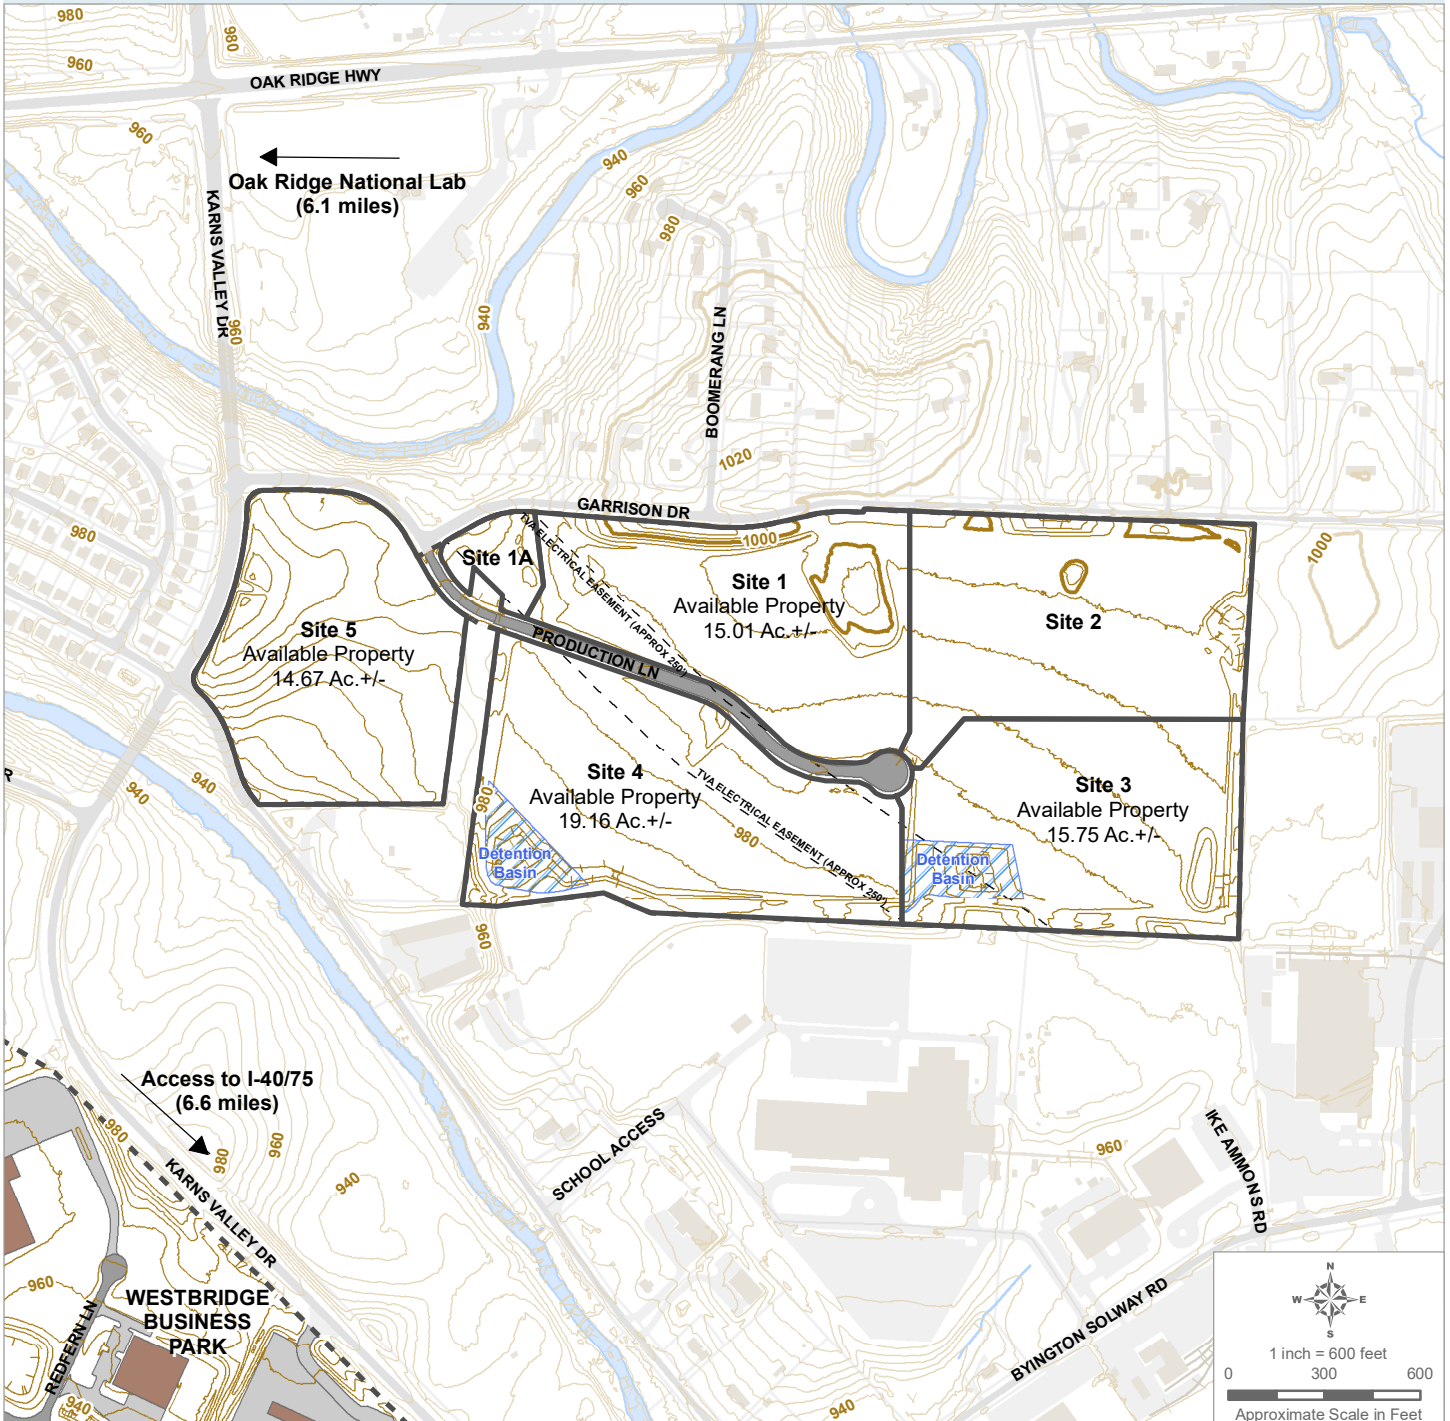 980
980
960
OAK RIDGE HWY
960
940
960
980
Oak Ridge National Lab
(6.1 miles)
KARNS VALLEY DR
960
940
BOOMERANG LN
1020
980
GARRISON DR
1000
1000
TVA ELECTRICAL EASEMENT (APPROX 250')
Site 1A
Site 1
Available Property
15.01 Ac.+/-
Site 2
Site 5
Available Property
14.67 Ac.+/-
PRODUCTION LN
Site 4
Available Property
19.16 Ac.+/-
TVA ELECTRICAL EASEMENT (APPROX 250')
980
980
Site 3
Available Property
15.75 Ac.+/-
R
940
940
Detention
Basin
Detention
Basin
960
Access to I-40/75
(6.6 miles)
980
980
960
940
KARNS VALLEY DR
SCHOOL ACCESS
960
IKE AMMONS RD
BYINGTON SOLWAY RD
940
960
WESTBRIDGE
BUSINESS
PARK
REDFERN LN
940
N
W E
S
1 inch = 600 feet
0 300 600
Approximate Scale in Feet